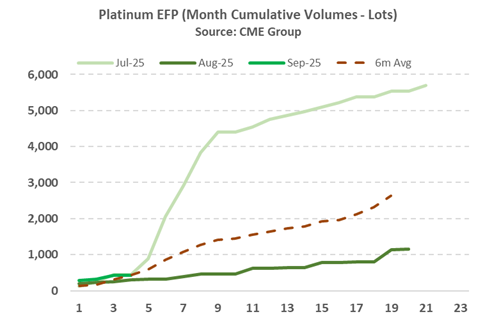 Platinum EFP (Month Cumulative Volumes - Lots)
Source: CME Group
Jul-25 Aug-25 Sep-25 6m Avg
6,000
5,000
4,000
3,000
2,000
1,000
0
1 3 5 7 9 11 13 15 17 19 21 23